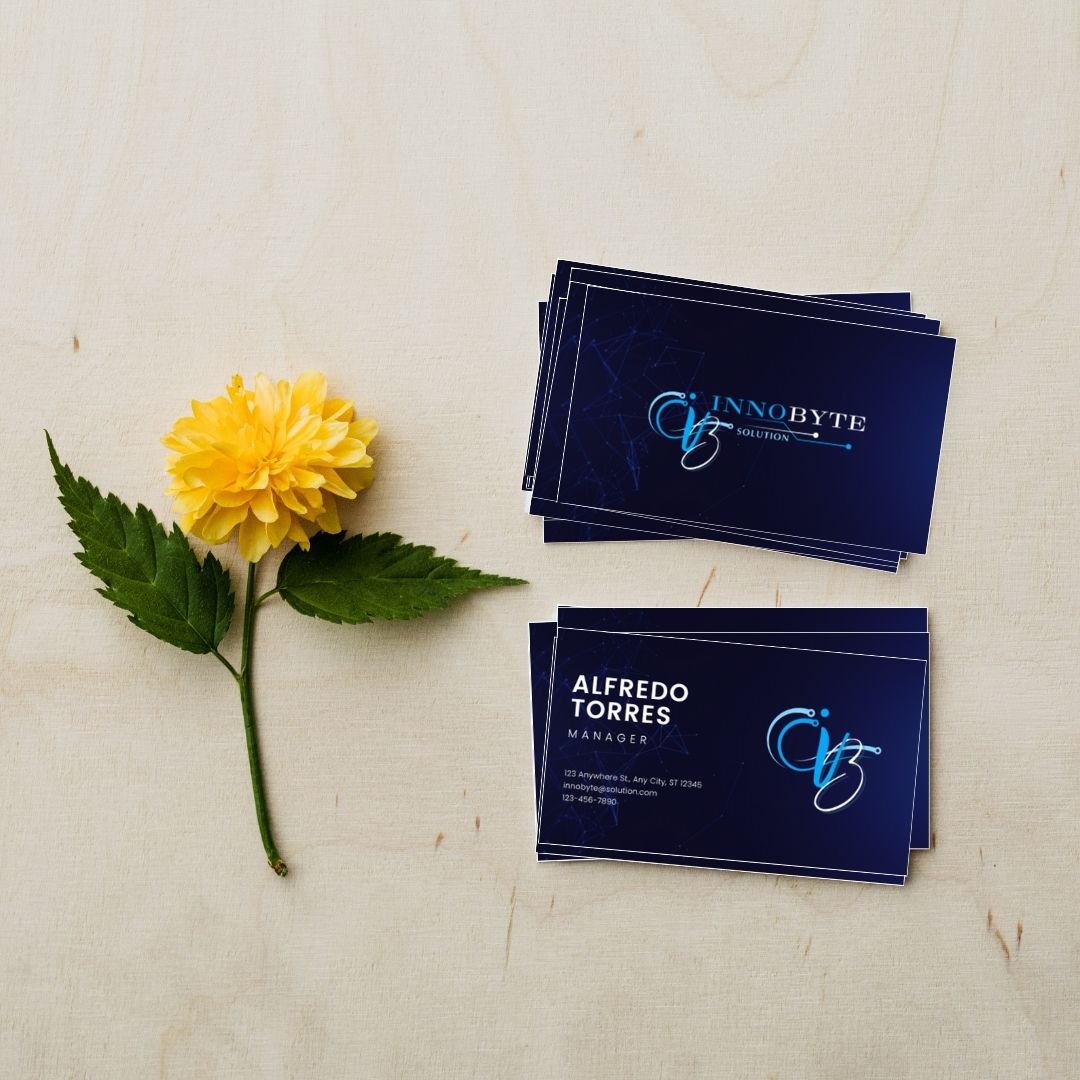 INNOBYTE
SOLUTION
ALFREDO
TORRES
MANAGER
123 Anywhere St., Any City, ST 12345
innobyte@solution.com
123-456-7890